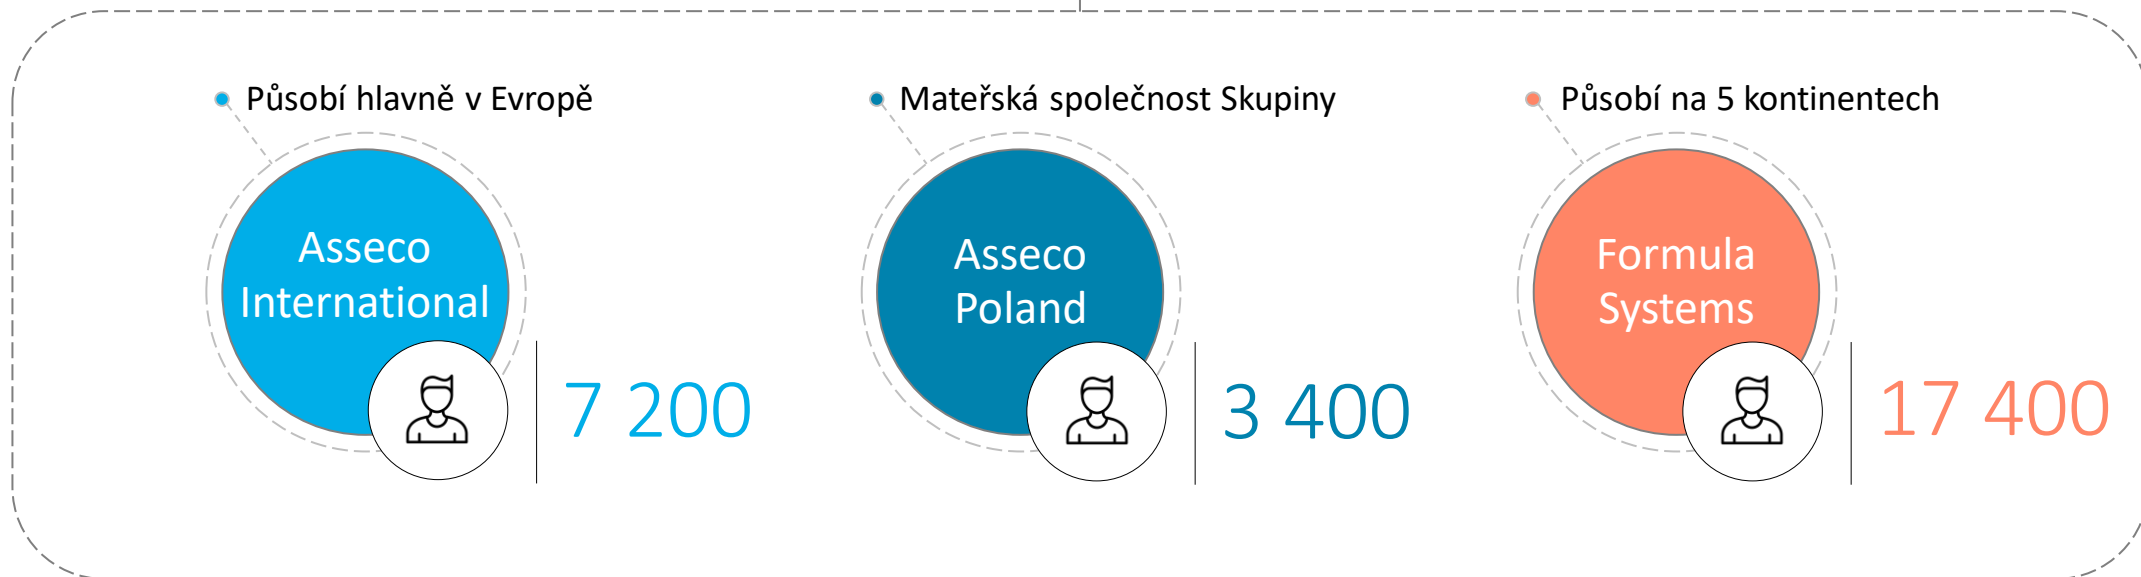 Působí hlavně v Evropě
Asseco
International
7 200
Mateřská společnost Skupiny
Asseco
Poland
3 400
Působí na 5 kontinentech
Formula
Systems
17 400